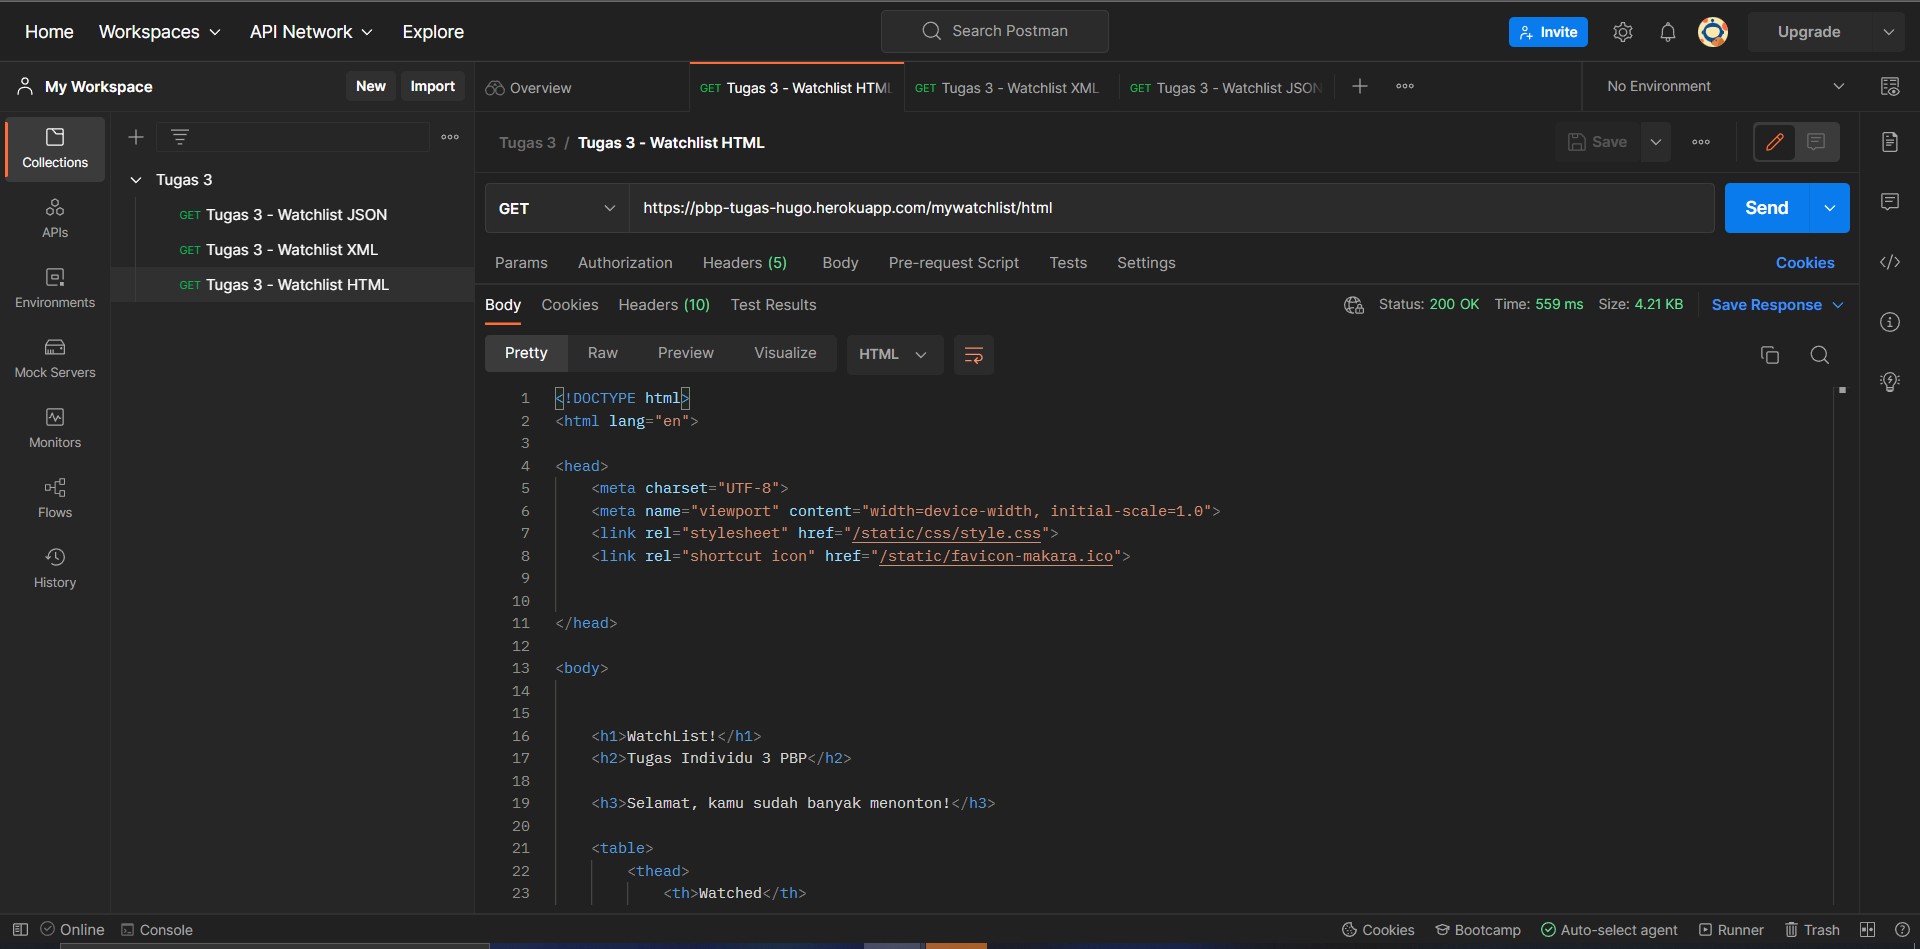 Home Workspaces API Network Explore Search Postman Invite Upgrade
My Workspace New Import
Overview GET Tugas 3 - Watchlist HTML GET Tugas 3 - Watchlist XML GET Tugas 3 - Watchlist JSON No Environment
Collections
APIs
Environments
Mock Servers
Monitors
Flows
History
Tugas 3
GET Tugas 3 - Watchlist JSON
GET Tugas 3 - Watchlist XML
GET Tugas 3 - Watchlist HTML
Tugas 3 / Tugas 3 - Watchlist HTML Save
GET https://pbp-tugas-hugo.herokuapp.com/mywatchlist/html Send
Params Authorization Headers (5) Body Pre-request Script Tests Settings Cookies
Body Cookies Headers (10) Test Results Status: 200 OK Time: 559 ms Size: 4.21 KB Save Response
Pretty Raw Preview Visualize HTML
1 <!DOCTYPE html>
2 <html lang="en">
3
4 <head>
5 <meta charset="UTF-8">
6 <meta name="viewport" content="width=device-width, initial-scale=1.0">
7 <link rel="stylesheet" href="/static/css/style.css">
8 <link rel="shortcut icon" href="/static/favicon-makara.ico">
9
10
11 </head>
12
13 <body>
14
15
16 <h1>WatchList!</h1>
17 <h2>Tugas Individu 3 PBP</h2>
18
19 <h3>Selamat, kamu sudah banyak menonton!</h3>
20
21 <table>
22 <thead>
23 <th>Watched</th>
Online Console Cookies Bootcamp Auto-select agent Runner Trash